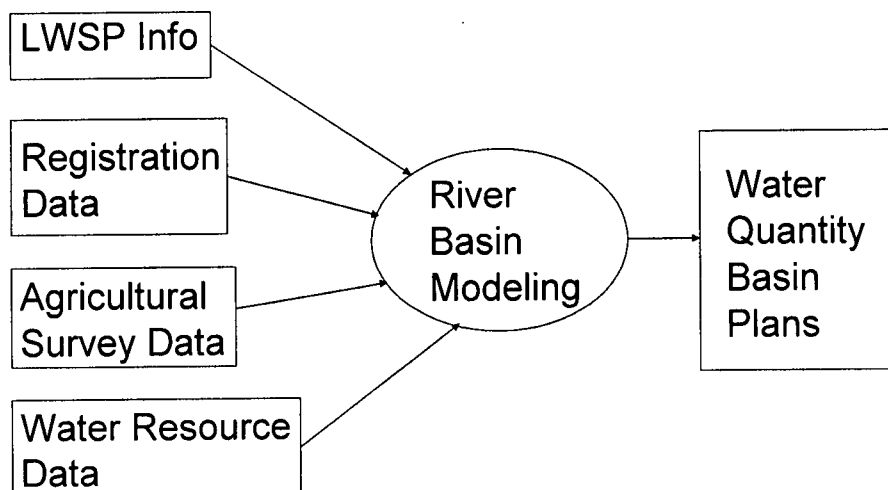 LWSP Info
Registration
Data
Agricultural
Survey Data
Water Resource
Data
River
Basin
Modeling
Water
Quantity
Basin
Plans